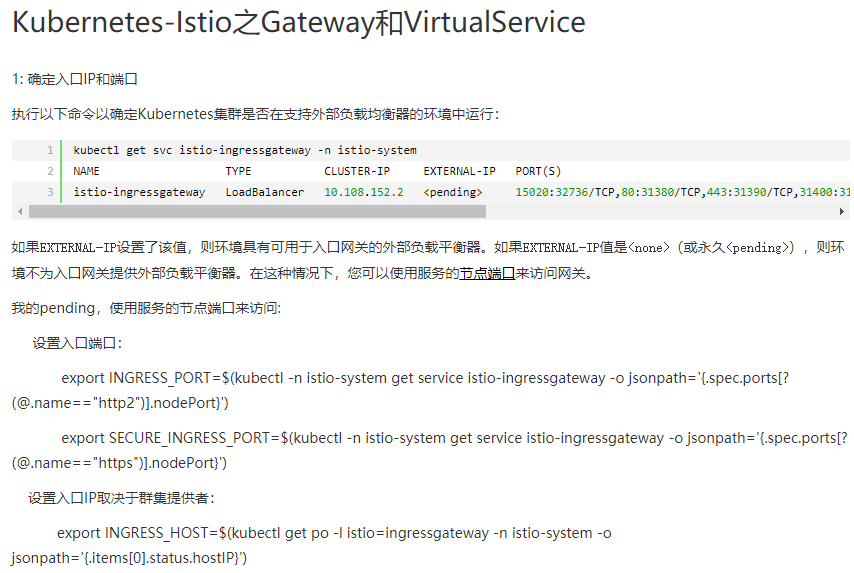 Kubernetes-Istio之Gateway和VirtualService
1: 确定入口IP和端口
执行以下命令以确定Kubernetes集群是否在支持外部负载均衡器的环境中运行：
1 kubectl get svc istio-ingressgateway -n istio-system
2 NAME TYPE CLUSTER-IP EXTERNAL-IP PORT(S)
3 istio-ingressgateway LoadBalancer 10.108.152.2 <pending> 15020:32736/TCP,80:31380/TCP,443:31390/TCP,31400:31
如果EXTERNAL-IP设置了该值，则环境具有可用于入口网关的外部负载平衡器。如果EXTERNAL-IP值是<none>（或永久<pending>），则环
境不为入口网关提供外部负载平衡器。在这种情况下，您可以使用服务的节点端口来访问网关。
我的pending，使用服务的节点端口来访问:
设置入口端口：
export INGRESS_PORT=$(kubectl -n istio-system get service istio-ingressgateway -o jsonpath='{.spec.ports[?
(@.name=="http2")].nodePort}')
export SECURE_INGRESS_PORT=$(kubectl -n istio-system get service istio-ingressgateway -o jsonpath='{.spec.ports[?
(@.name=="https")].nodePort}')
设置入口IP取决于群集提供者：
export INGRESS_HOST=$(kubectl get po -l istio=ingressgateway -n istio-system -o
jsonpath='{.items[0].status.hostIP}')